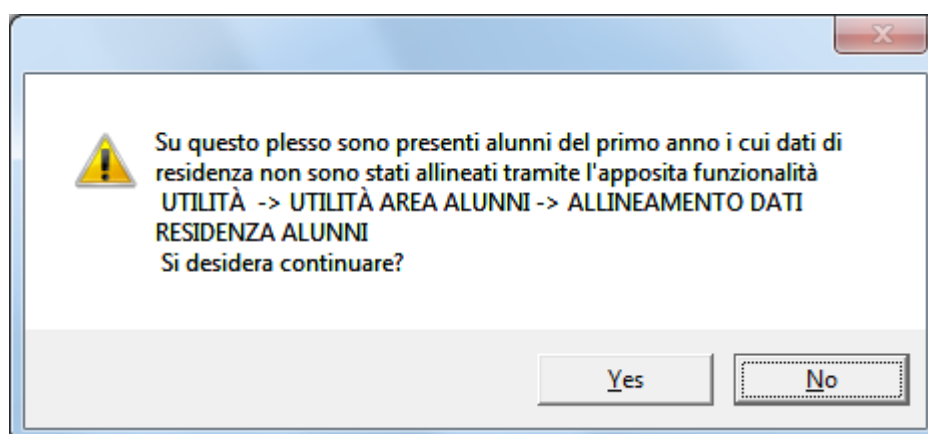 Su questo plesso sono presenti alunni del primo anno i cui dati di
residenza non sono stati allineati tramite l'apposita funzionalità
UTILITÀ -> UTILITÀ AREA ALUNNI -> ALLINEAMENTO DATI
RESIDENZA ALUNNI
Si desidera continuare?
Yes
No